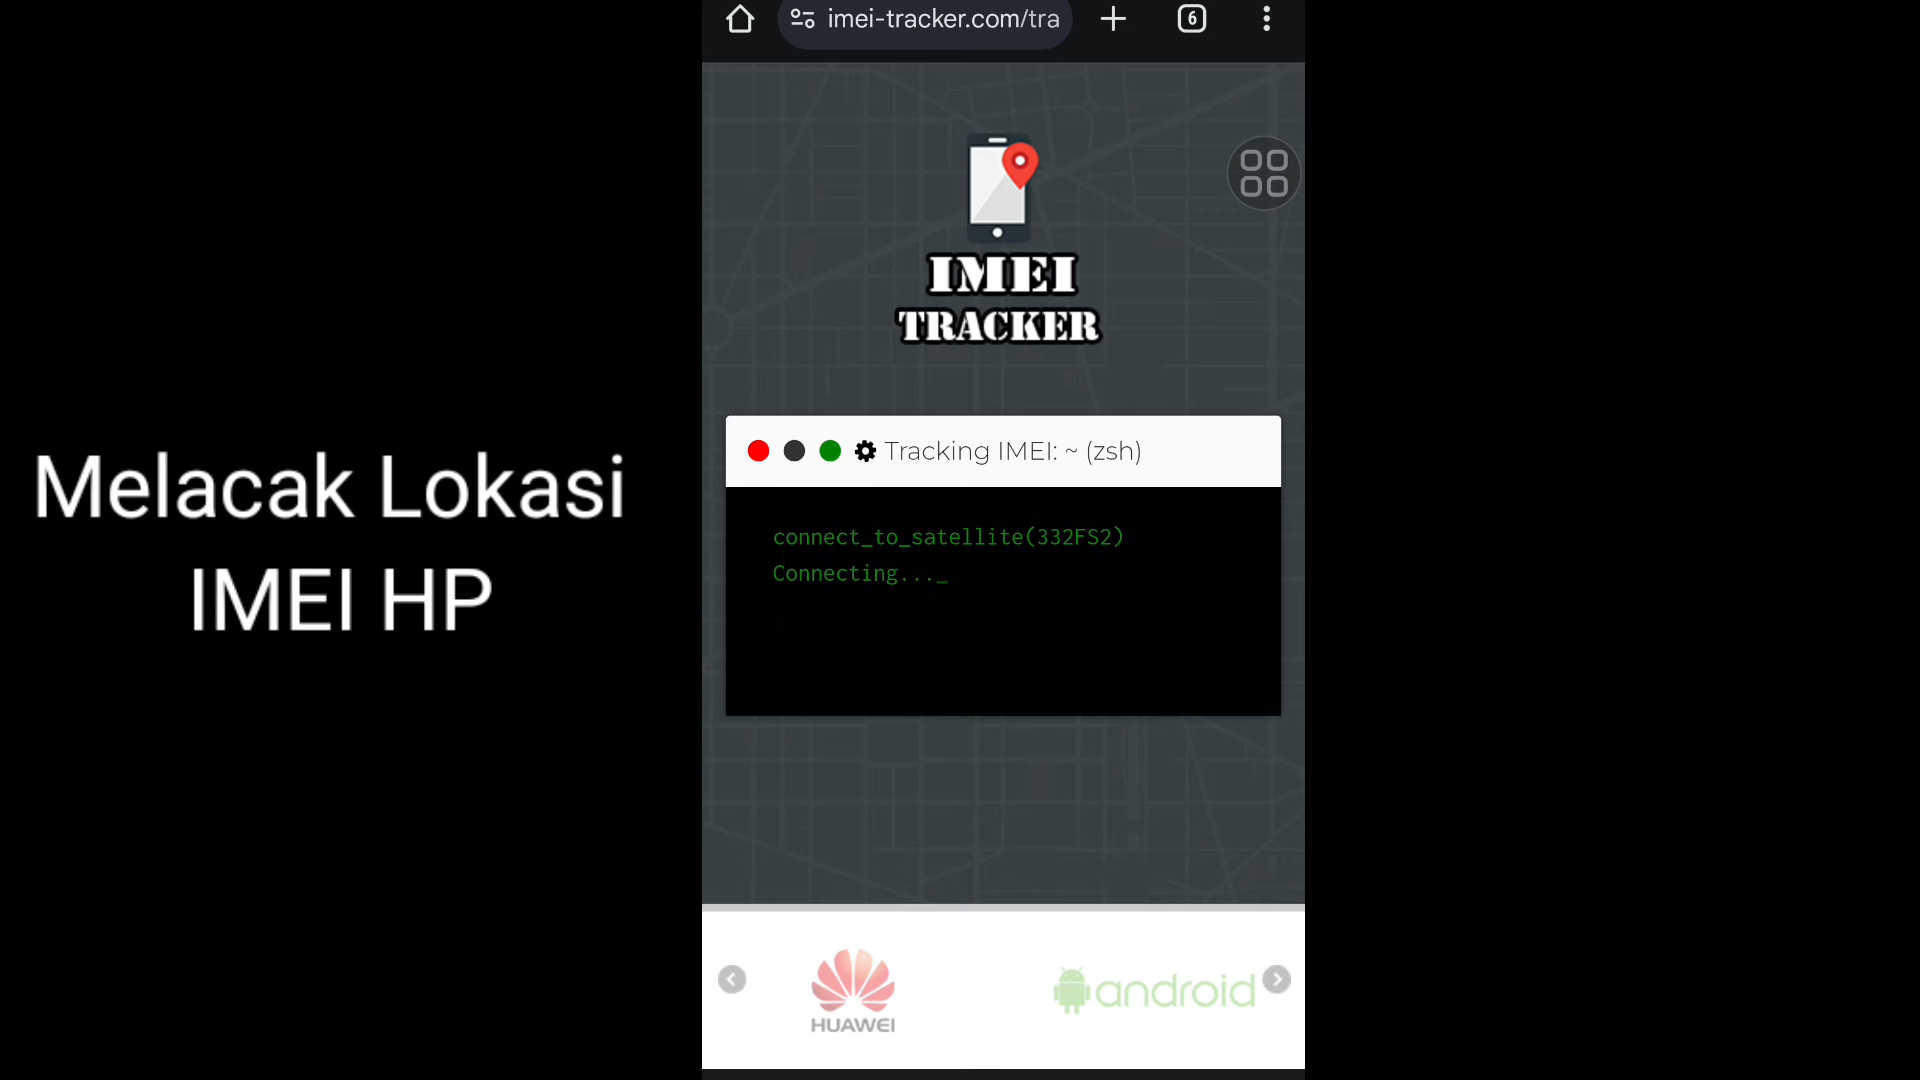 imei-tracker.com/tra
6
IMEI
TRACKER
Tracking IMEI: ~ (zsh)
connect_to_satellite(332FS2)
Connecting..._
Melacak Lokasi
IMEI HP
HUAWEI
android